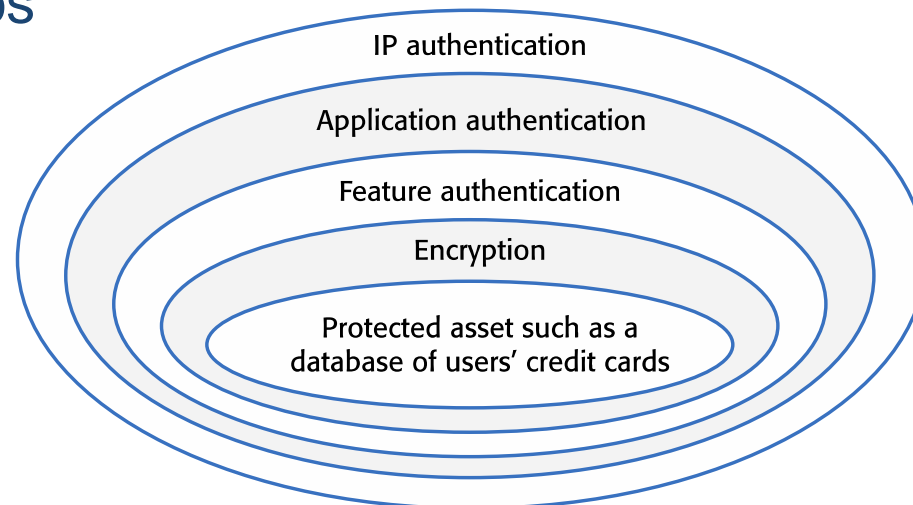 IP authentication
Application authentication
Feature authentication
Encryption
Protected asset such as a
database of users’ credit cards